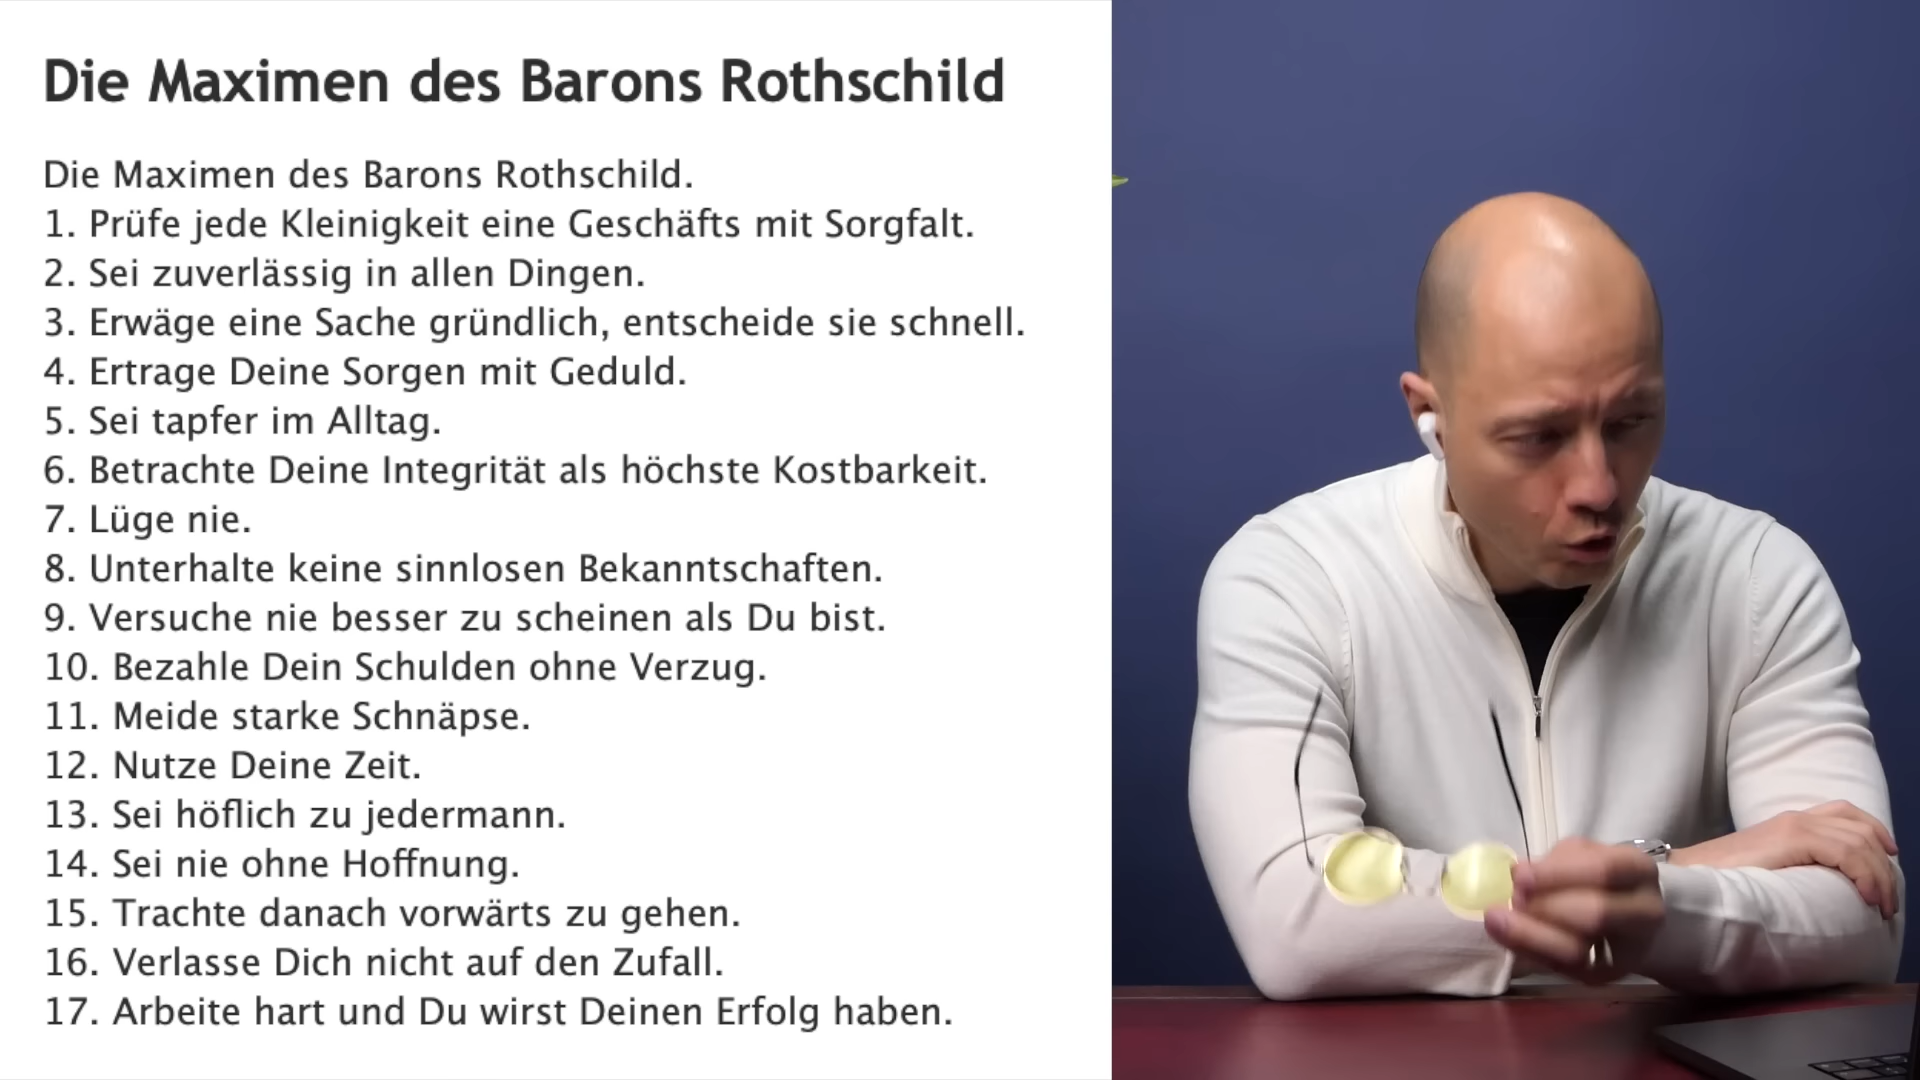 Die Maximen des Barons Rothschild
Die Maximen des Barons Rothschild.
1. Prüfe jede Kleinigkeit eine Geschäfts mit Sorgfalt.
2. Sei zuverlässig in allen Dingen.
3. Erwäge eine Sache gründlich, entscheide sie schnell.
4. Ertrage Deine Sorgen mit Geduld.
5. Sei tapfer im Alltag.
6. Betrachte Deine Integrität als höchste Kostbarkeit.
7. Lüge nie.
8. Unterhalte keine sinnlosen Bekanntschaften.
9. Versuche nie besser zu scheinen als Du bist.
10. Bezahle Dein Schulden ohne Verzug.
11. Meide starke Schnäpse.
12. Nutze Deine Zeit.
13. Sei höflich zu jedermann.
14. Sei nie ohne Hoffnung.
15. Trachte danach vorwärts zu gehen.
16. Verlasse Dich nicht auf den Zufall.
17. Arbeite hart und Du wirst Deinen Erfolg haben.